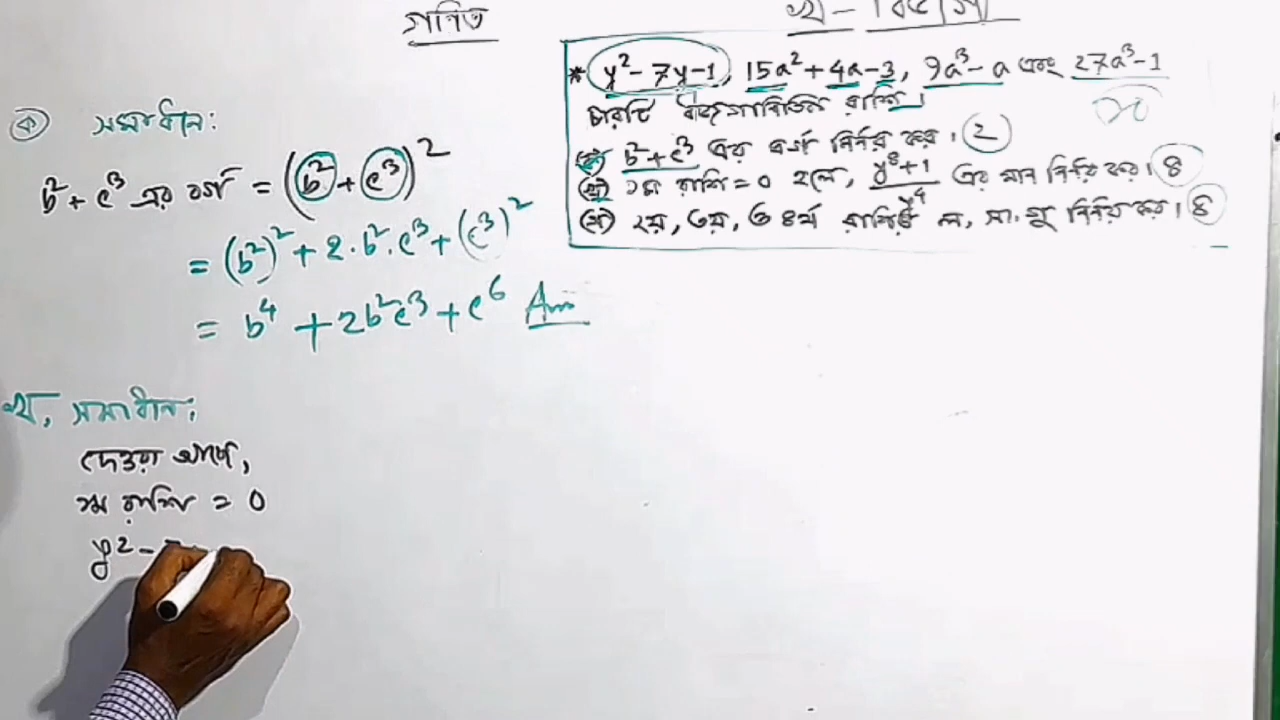 গণিত
খ - বিভাগ
* y² - 7y - 1, 15a² + 4a - 3, 9a³ - a এবং 27a³ - 1
চারটি বীজগাণিতিক রাশি।
১০
(ক) b² + c³ এর বর্গ নির্ণয় কর। 2
(খ) ১ম রাশি = 0 হলে, y⁸ + 1 / y⁴ এর মান নির্ণয় কর। 8
(গ) ২য়, ৩য়, ও ৪র্থ রাশির ল, সা. গু নির্ণয় কর। 8
ক সমাধান:
b² + c³ এর বর্গ = (b² + c³)²
= (b²)² + 2 · b² · c³ + (c³)²
= b⁴ + 2b²c³ + c⁶ Ans
খ, সমাধান:
দেওয়া আছে,
১ম রাশি = 0
y² -